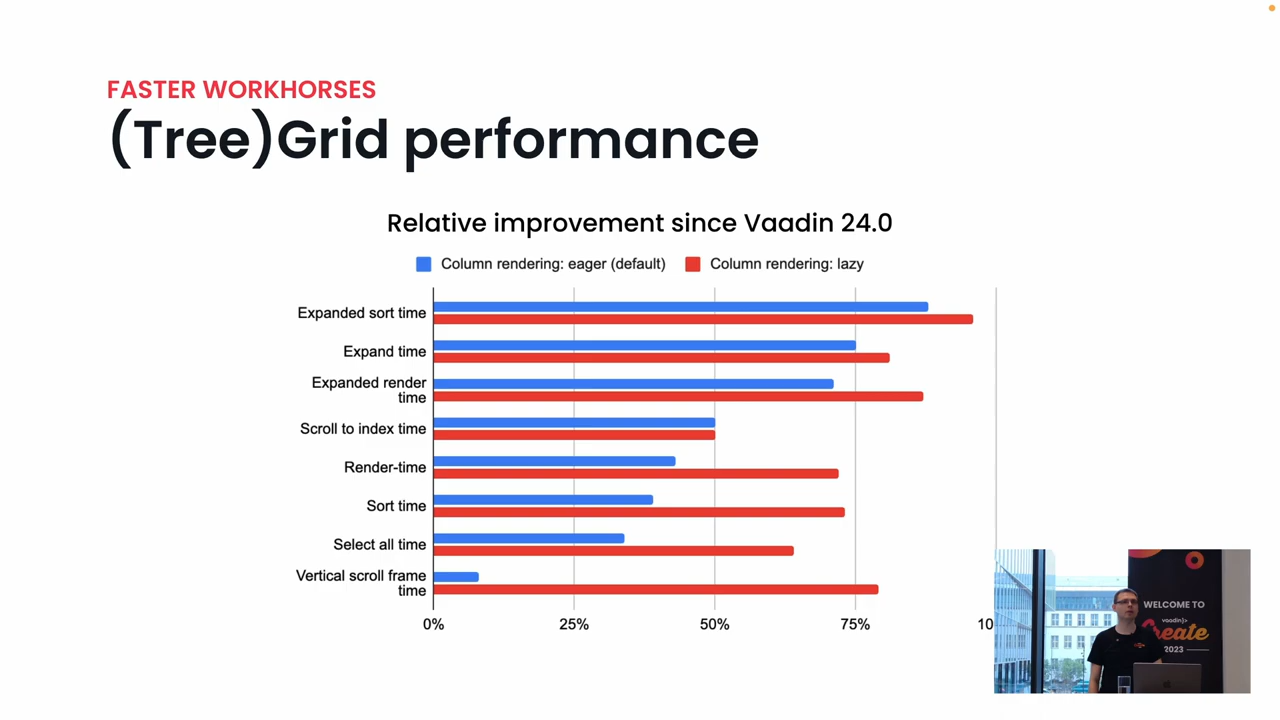 FASTER WORKHORSES
(Tree)Grid performance
Relative improvement since Vaadin 24.0
Column rendering: eager (default)
Column rendering: lazy
Expanded sort time
Expand time
Expanded render
time
Scroll to index time
Render-time
Sort time
Select all time
Vertical scroll frame
time
0%
25%
50%
75%
10
WELCOME TO
vaadin}>
Create
2023